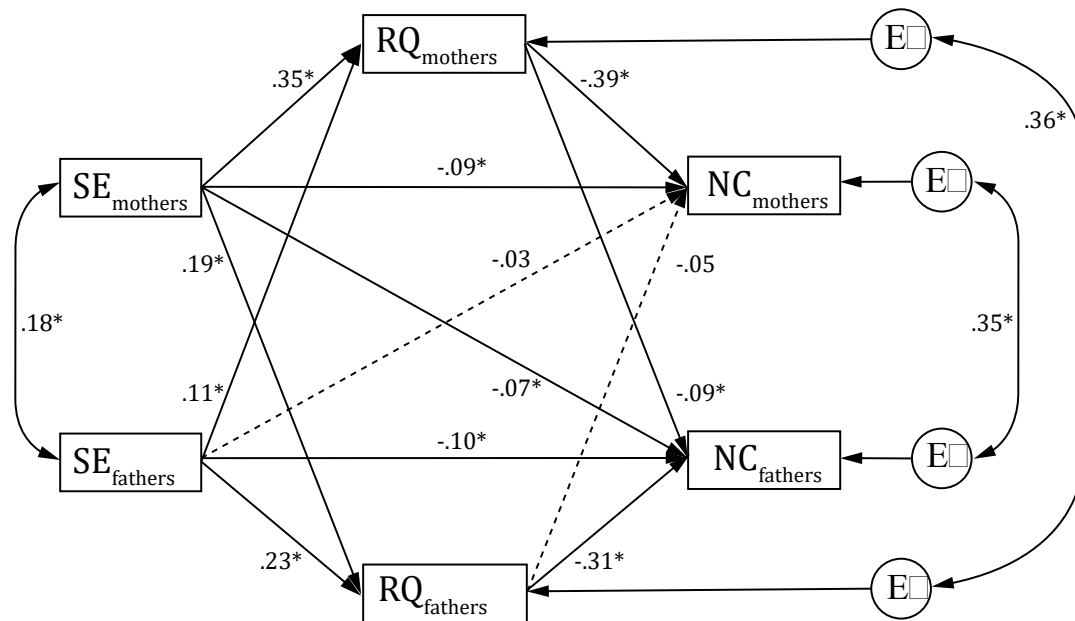 RQmothers
E□
.35*
-.39*
.36*
SEmothers
-.09*
NCmothers
E□
.19*
-.03
-.05
.18*
.35*
.11*
-.07*
-.09*
SEfathers
-.10*
NCfathers
E□
.23*
-.31*
RQfathers
E□